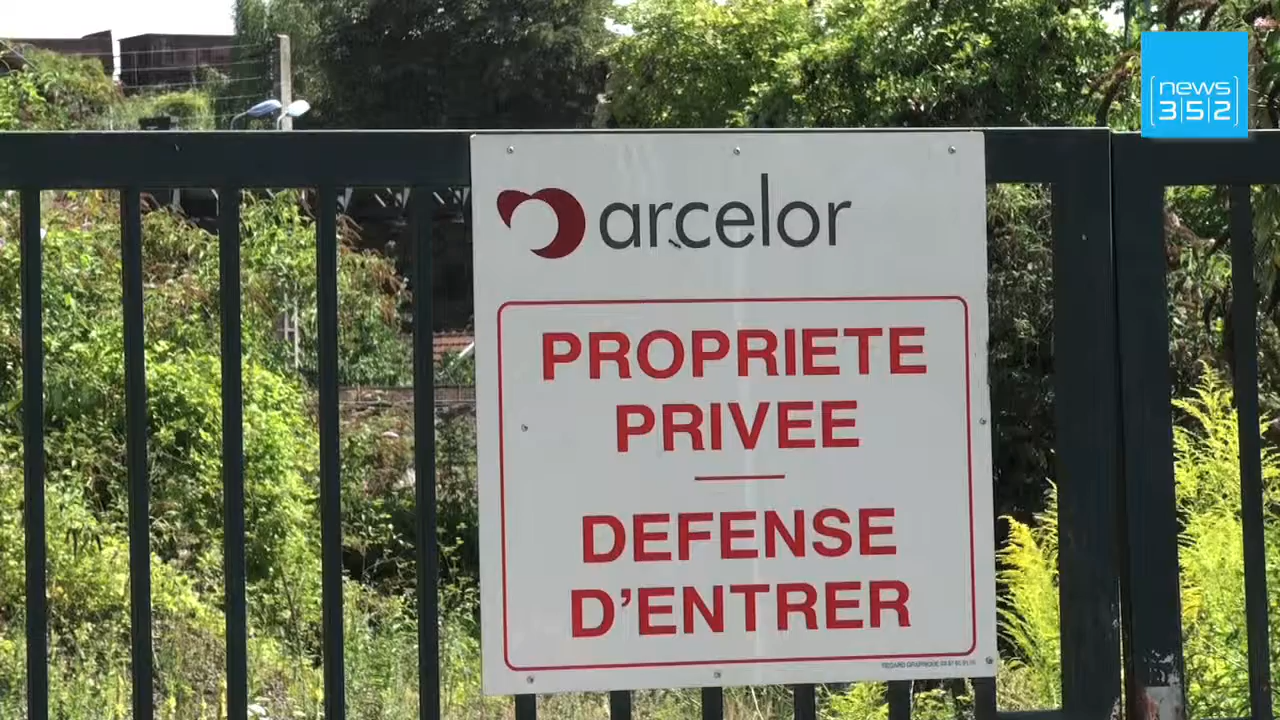 news
352
arcelor
PROPRIETE
PRIVEE
DEFENSE
D'ENTRER